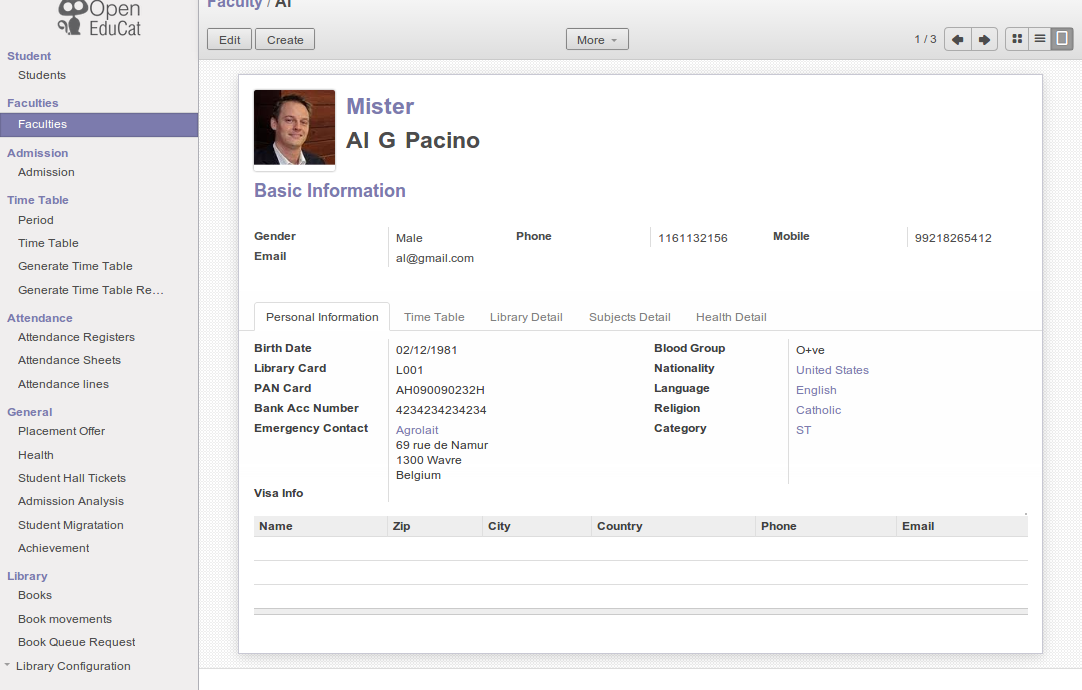 Open
EduCat
Student
Students
Faculties
Faculties
Admission
Admission
Time Table
Period
Time Table
Generate Time Table
Generate Time Table Re…
Attendance
Attendance Registers
Attendance Sheets
Attendance lines
General
Placement Offer
Health
Student Hall Tickets
Admission Analysis
Student Migratation
Achievement
Library
Books
Book movements
Book Queue Request
Library Configuration
Faculty / Al
Edit Create More 1 / 3
Mister
Al G Pacino
Basic Information
Gender Male Phone 1161132156 Mobile 99218265412
Email al@gmail.com
Personal Information Time Table Library Detail Subjects Detail Health Detail
Birth Date 02/12/1981 Blood Group O+ve
Library Card L001 Nationality United States
PAN Card AH090090232H Language English
Bank Acc Number 4234234234234 Religion Catholic
Emergency Contact Agrolait Category ST
69 rue de Namur
1300 Wavre
Belgium
Visa Info
Name Zip City Country Phone Email